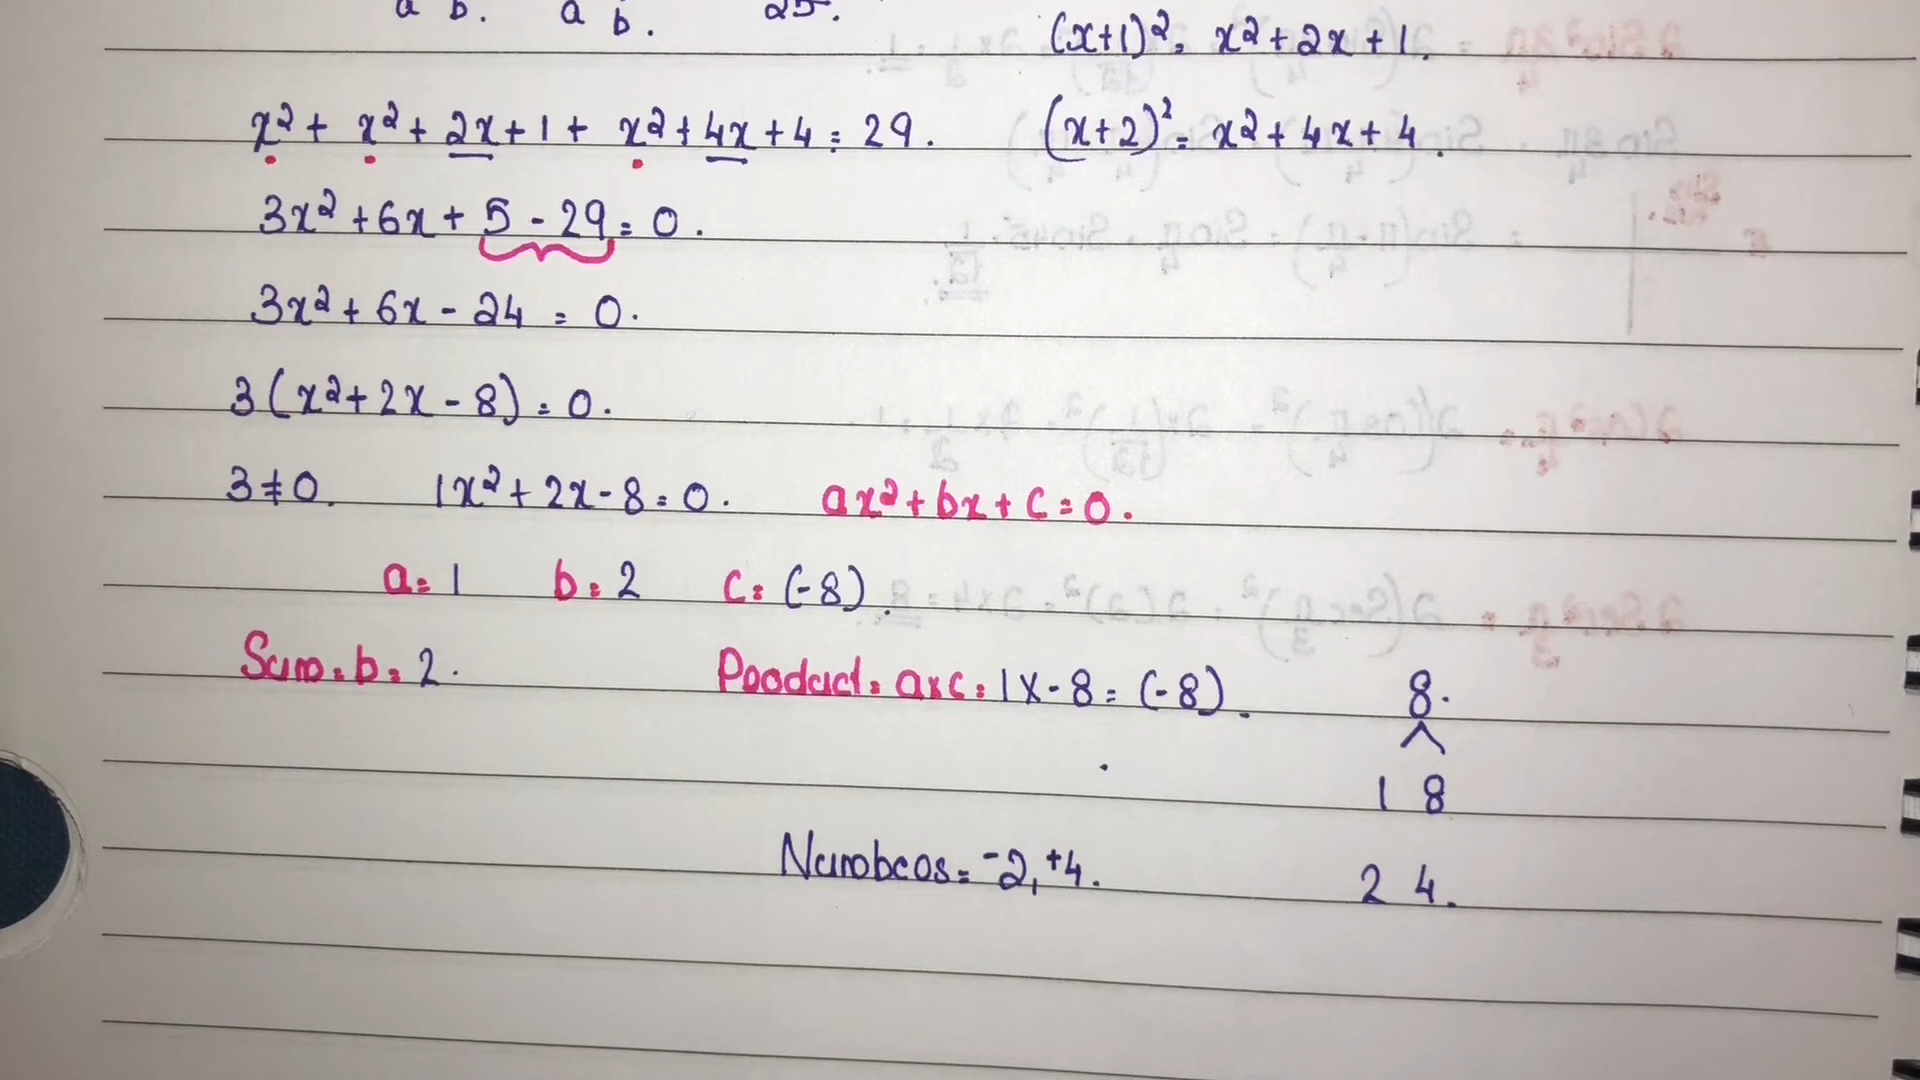 a b. a b. 25.
(x+1)² = x²+2x+1.
x²+ x²+2x+1+ x²+4x+4 = 29. (x+2)² = x²+4x+4.
3x²+6x+5-29 = 0.
3x²+6x-24 = 0.
3(x²+2x-8) = 0.
3≠0. 1x²+2x-8=0. ax²+bx+c=0.
a=1 b=2 c=(-8).
Sum=b=2. Product=axc=1x-8=(-8). 8.
1 8
Numbers=-2,+4. 2 4.